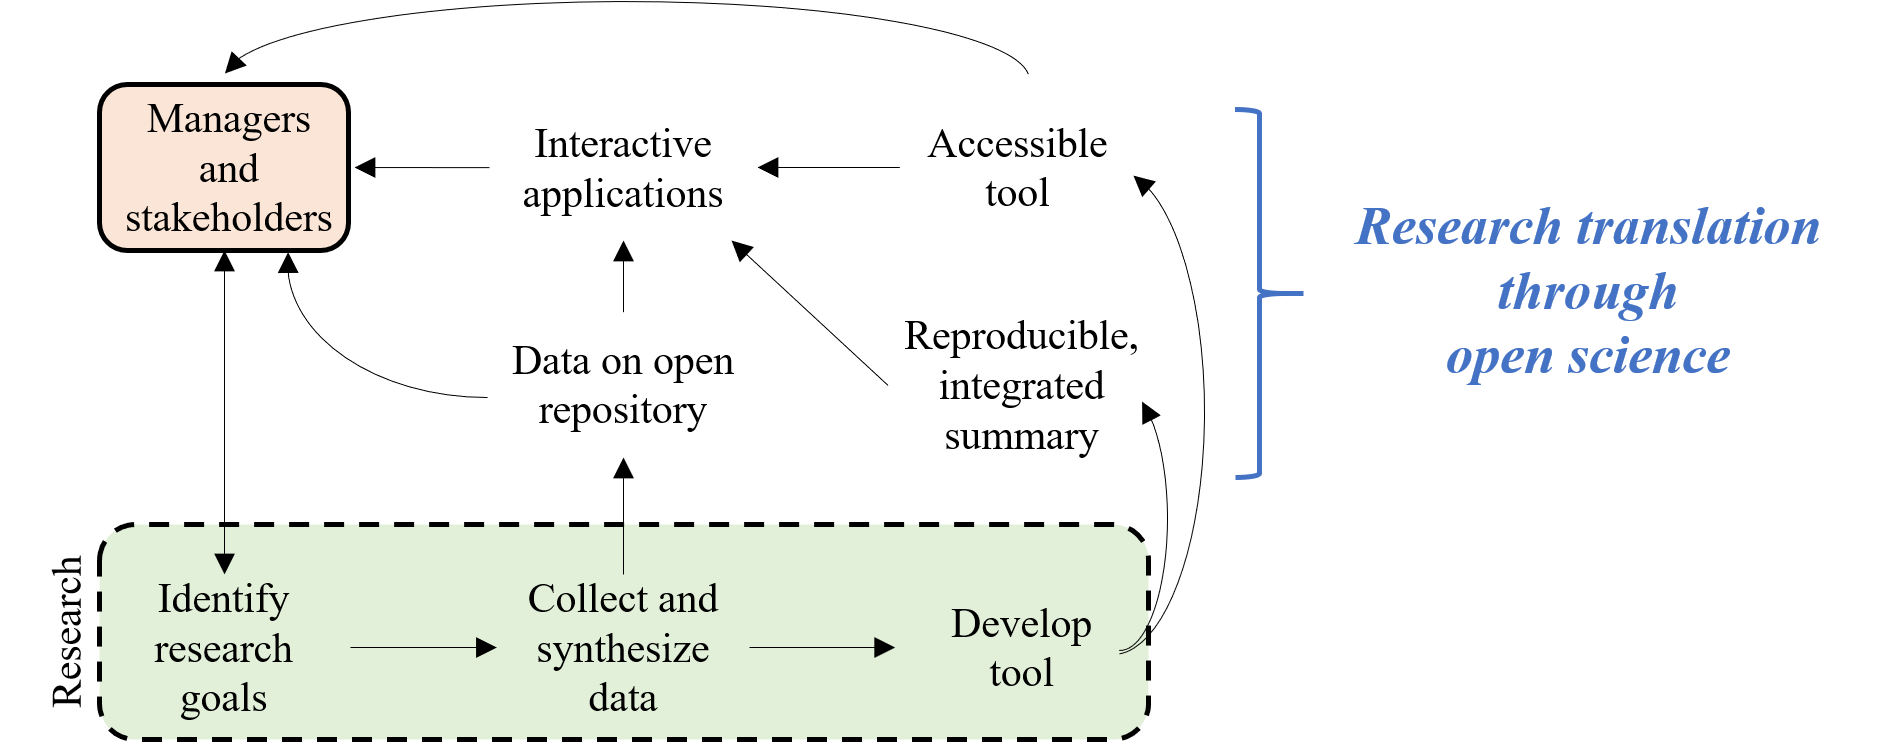 Managers
and
stakeholders
Interactive
applications
Accessible
tool
Data on open
repository
Reproducible,
integrated
summary
Research translation
through
open science
Research
Identify
research
goals
Collect and
synthesize
data
Develop
tool